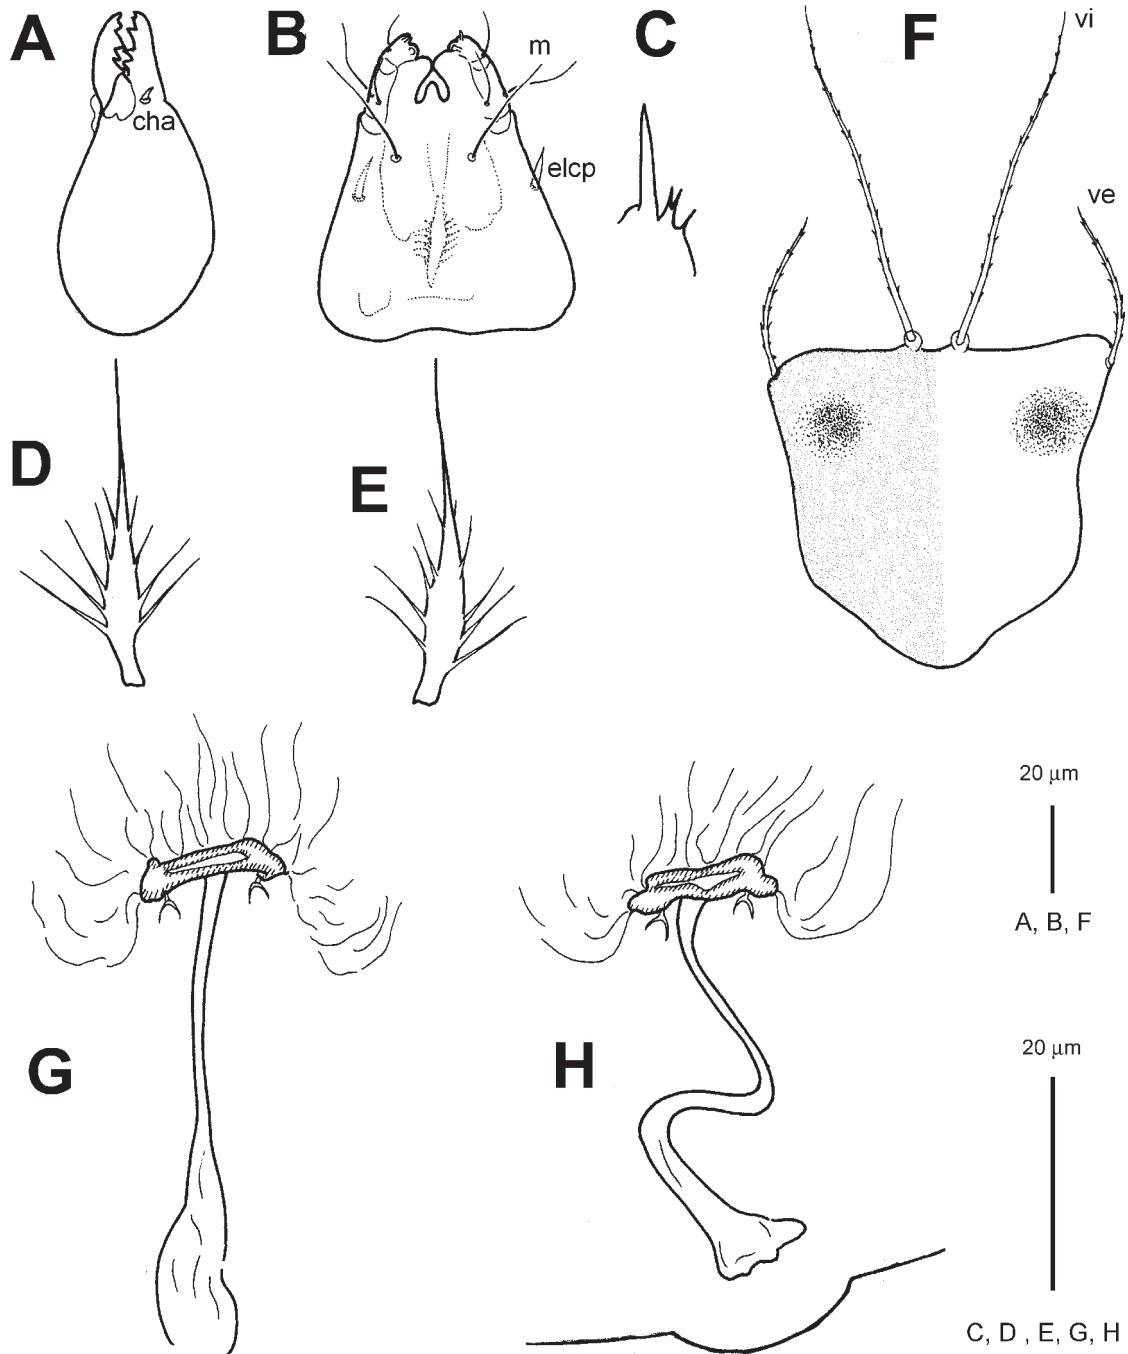 A
B
C
F
vi
m
cha
elcp
ve
D
E
20 μm
A, B, F
G
H
20 μm
C, D , E, G, H